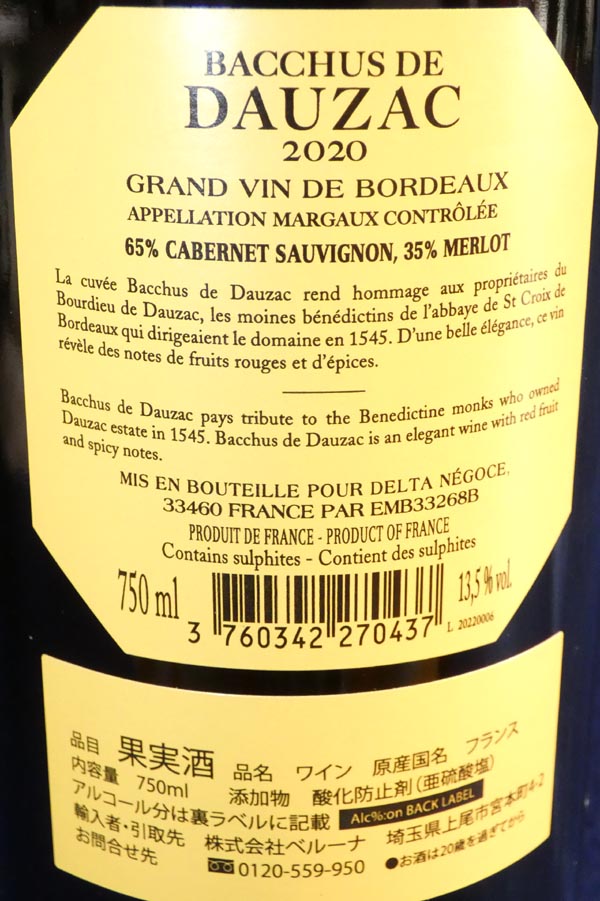 BACCHUS DE
DAUZAC
2020
GRAND VIN DE BORDEAUX
APPELLATION MARGAUX CONTRÔLÉE
65% CABERNET SAUVIGNON, 35% MERLOT
La cuvée Bacchus de Dauzac rend hommage aux propriétaires du
Bourdieu de Dauzac, les moines bénédictins de l'abbaye de St Croix de
Bordeaux qui dirigeaient le domaine en 1545. D'une belle élégance, ce vin
révèle des notes de fruits rouges et d'épices.
Bacchus de Dauzac pays tribute to the Benedictine monks who owned
Dauzac estate in 1545. Bacchus de Dauzac is an elegant wine with red fruit
and spicy notes.
MIS EN BOUTEILLE POUR DELTA NÉGOCE,
33460 FRANCE PAR EMB33268B
PRODUIT DE FRANCE - PRODUCT OF FRANCE
Contains sulphites - Contient des sulphites
750 ml 13,5 % vol.
3 760342 270437 L 20220006
品目 果実酒 品名 ワイン 原産国名 フランス
内容量 750ml 添加物 酸化防止剤(亜硫酸塩)
アルコール分は裏ラベルに記載 Alc%:on BACK LABEL
輸入者・引取先 株式会社ベルーナ 埼玉県上尾市宮本町4-2
お問合せ先 0120-559-950 ●お酒は20歳を過ぎてから